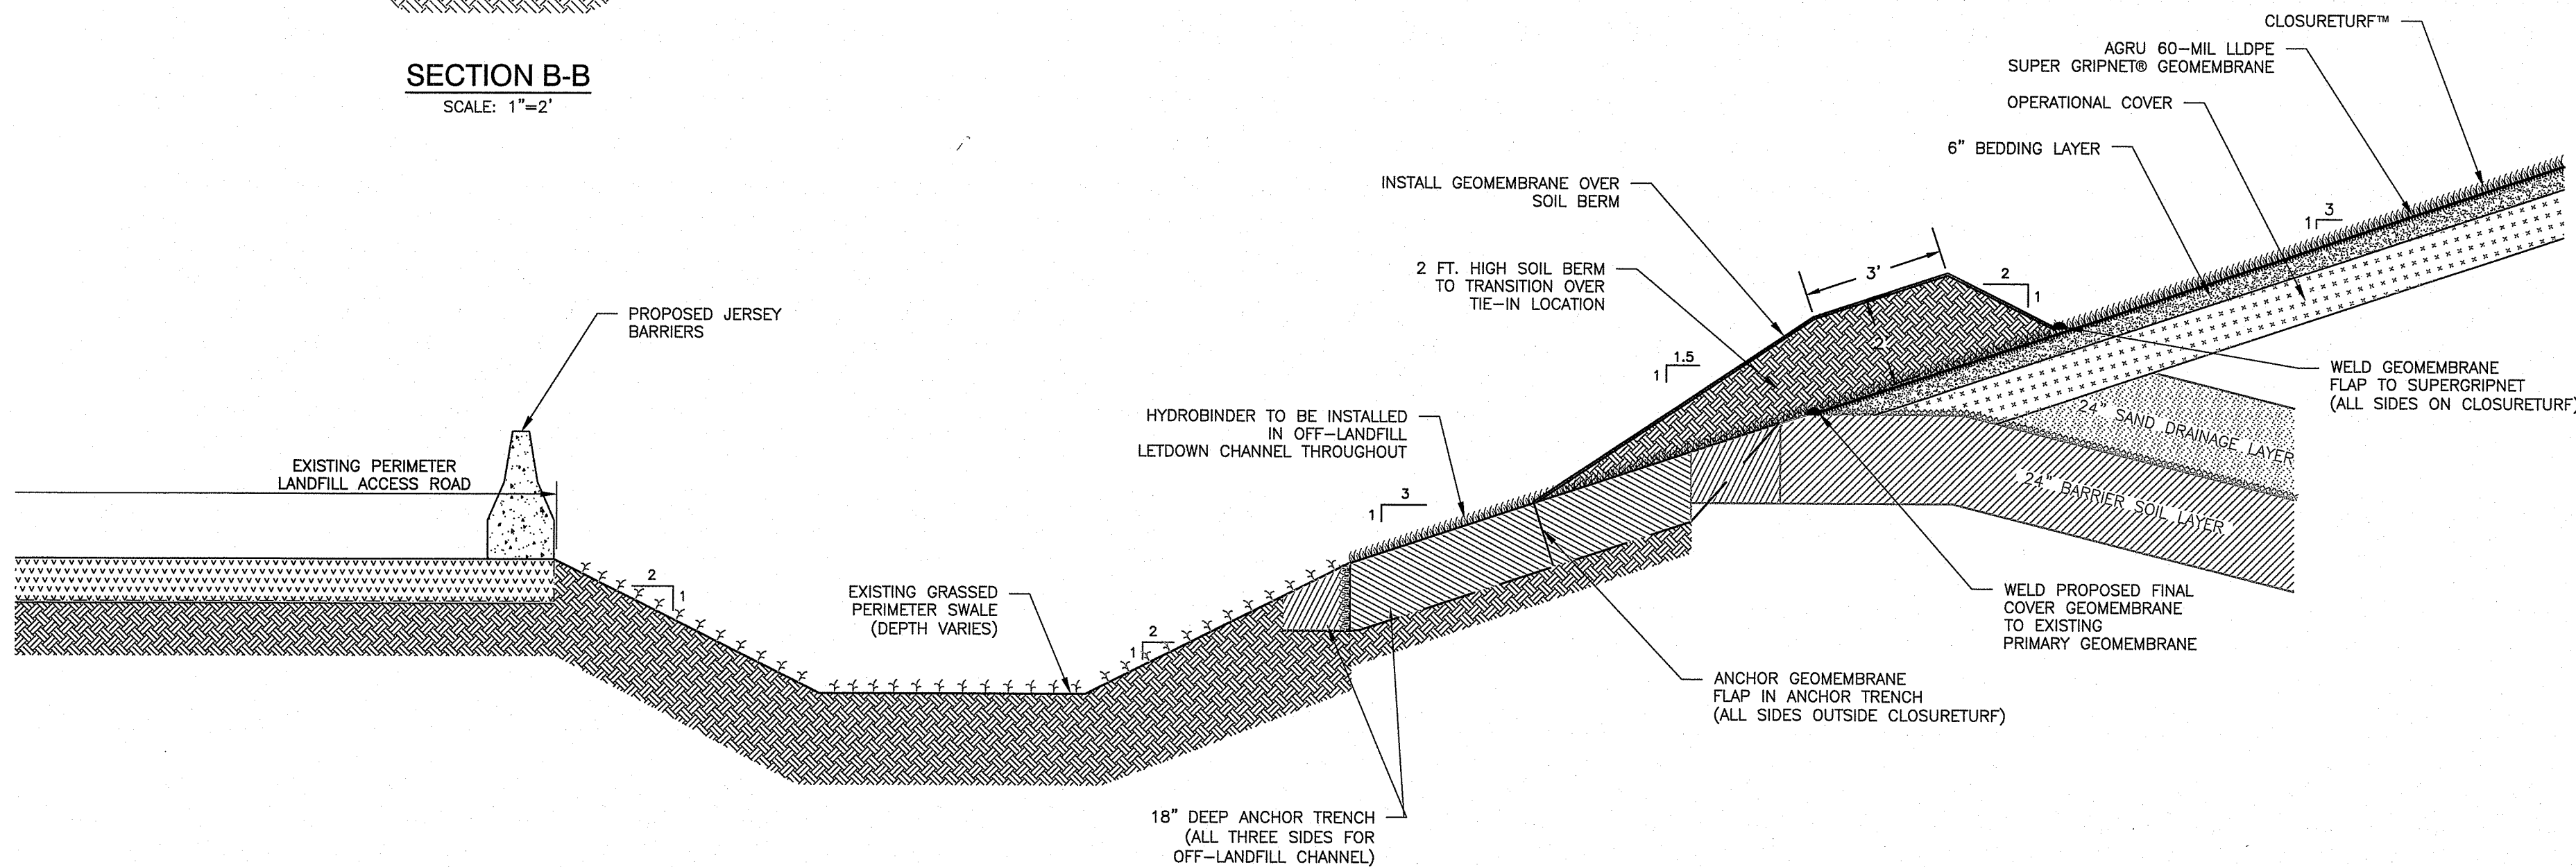 SECTION B-B
SCALE: 1"=2'
CLOSURETURF™
AGRU 60-MIL LLDPE
SUPER GRIPNET® GEOMEMBRANE
OPERATIONAL COVER
6" BEDDING LAYER
INSTALL GEOMEMBRANE OVER
SOIL BERM
2 FT. HIGH SOIL BERM
TO TRANSITION OVER
TIE-IN LOCATION
3'
2
1
3
1
2'
1.5
1
PROPOSED JERSEY
BARRIERS
WELD GEOMEMBRANE
FLAP TO SUPERGRIPNET
(ALL SIDES ON CLOSURETURF)
HYDROBINDER TO BE INSTALLED
IN OFF-LANDFILL
LETDOWN CHANNEL THROUGHOUT
24" SAND DRAINAGE LAYER
24" BARRIER SOIL LAYER
EXISTING PERIMETER
LANDFILL ACCESS ROAD
3
1
2
1
EXISTING GRASSED
PERIMETER SWALE
(DEPTH VARIES)
2
1
WELD PROPOSED FINAL
COVER GEOMEMBRANE
TO EXISTING
PRIMARY GEOMEMBRANE
ANCHOR GEOMEMBRANE
FLAP IN ANCHOR TRENCH
(ALL SIDES OUTSIDE CLOSURETURF)
18" DEEP ANCHOR TRENCH
(ALL THREE SIDES FOR
OFF-LANDFILL CHANNEL)